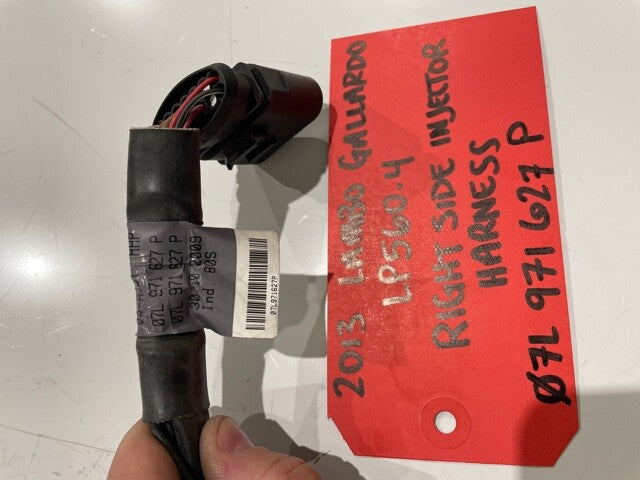 07L 971 627 P
07L 971 627 P
30 10 2009
Ind 80S
07L971627P
2013 LAMBO GALLARDO
LP560.4
RIGHT SIDE INJECTOR
HARNESS
Ø7L 971 627 P